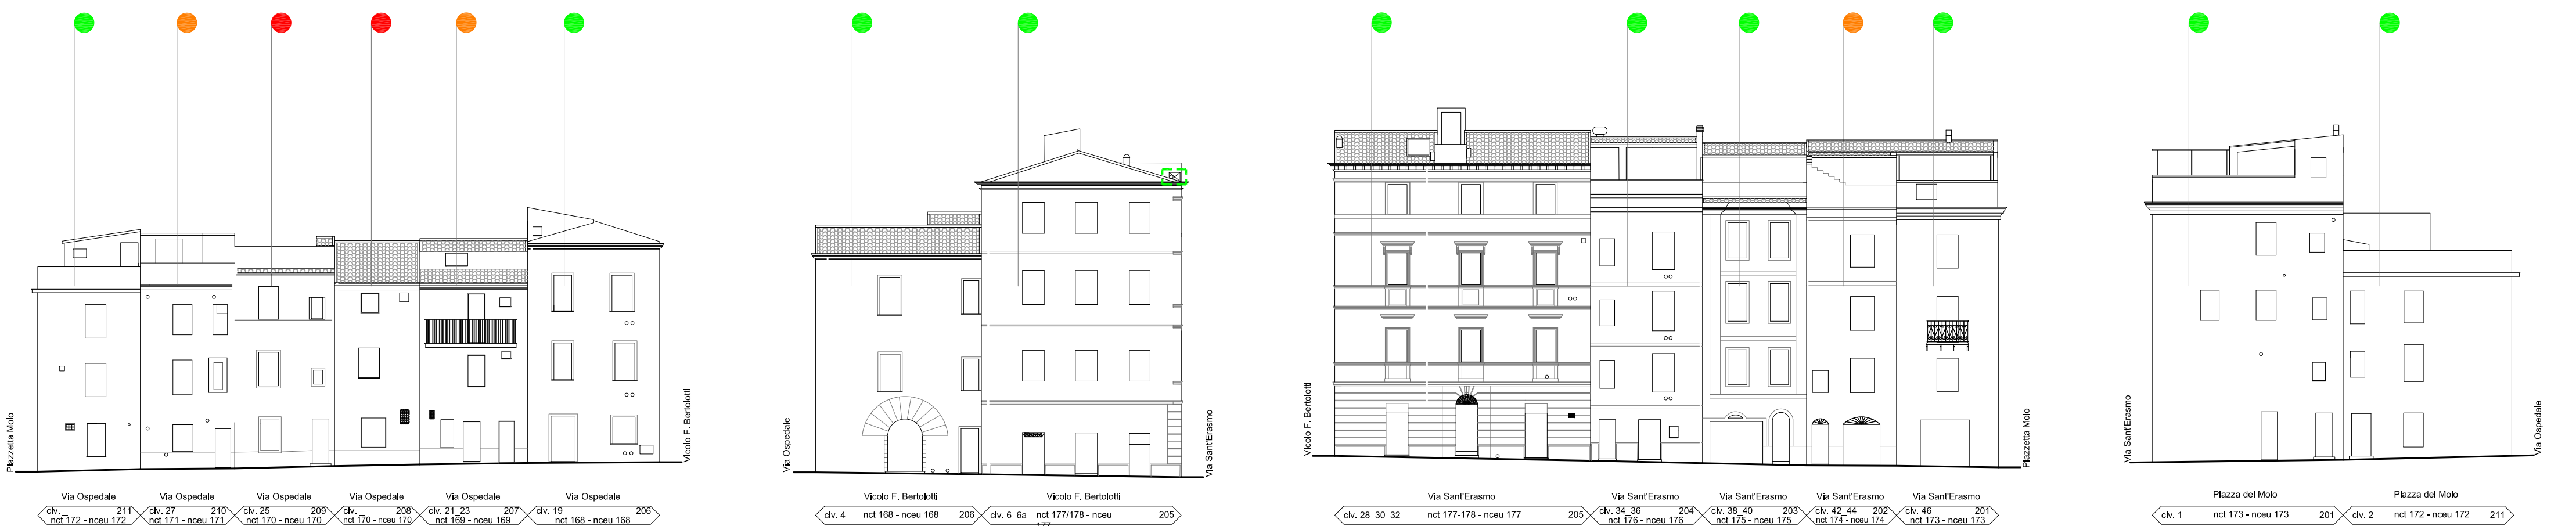 Piazzetta Molo
Vicolo F. Bertolotti
Via Ospedale
civ. _ 211
nct 172 - nceu 172
Via Ospedale
civ. 27 210
nct 171 - nceu 171
Via Ospedale
civ. 25 209
nct 170 - nceu 170
Via Ospedale
civ. _ 208
nct 170 - nceu 170
Via Ospedale
civ. 21_23 207
nct 169 - nceu 169
Via Ospedale
civ. 19 206
nct 168 - nceu 168
Via Ospedale
Via Sant'Erasmo
Vicolo F. Bertolotti
civ. 4 nct 168 - nceu 168 206
Vicolo F. Bertolotti
civ. 6_6a nct 177/178 - nceu 205
177
Vicolo F. Bertolotti
Piazzetta Molo
Via Sant'Erasmo
civ. 28_30_32 nct 177-178 - nceu 177 205
Via Sant'Erasmo
civ. 34_36 204
nct 176 - nceu 176
Via Sant'Erasmo
civ. 38_40 203
nct 175 - nceu 175
Via Sant'Erasmo
civ. 42_44 202
nct 174 - nceu 174
Via Sant'Erasmo
civ. 46 201
nct 173 - nceu 173
Via Sant'Erasmo
Via Ospedale
Piazza del Molo
civ. 1 nct 173 - nceu 173 201
Piazza del Molo
civ. 2 nct 172 - nceu 172 211